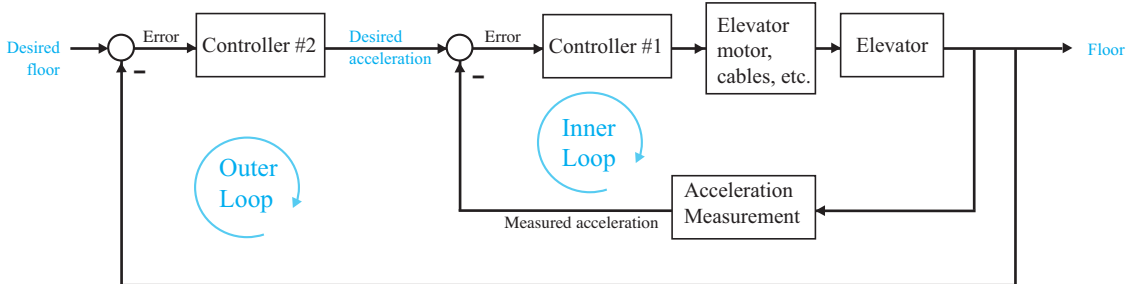 Desired
floor
Error
Controller #2
Desired
acceleration
Error
Controller #1
Elevator
motor,
cables, etc.
Elevator
Floor
-
-
Outer
Loop
Inner
Loop
Measured acceleration
Acceleration
Measurement